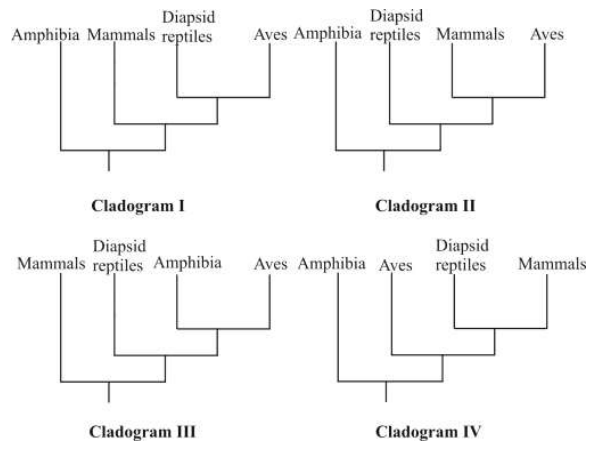 Amphibia Mammals Diapsid reptiles Aves
Cladogram I
Amphibia Diapsid reptiles Mammals Aves
Cladogram II
Mammals Diapsid reptiles Amphibia Aves
Cladogram III
Amphibia Aves Diapsid reptiles Mammals
Cladogram IV